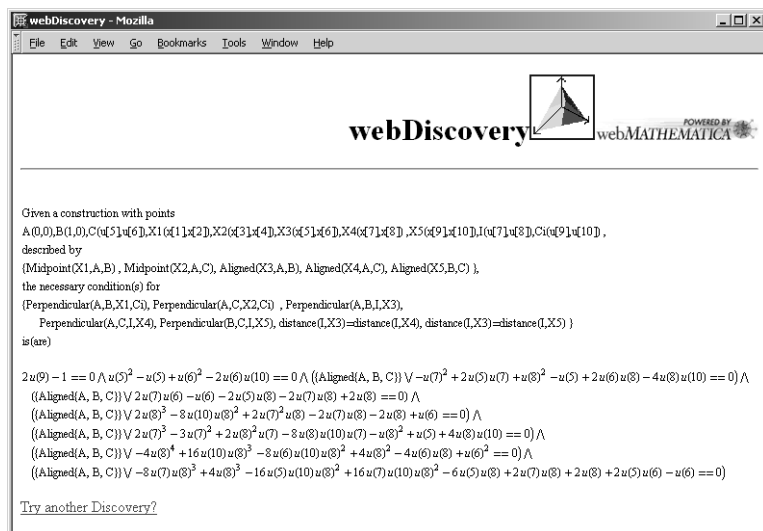 webDiscovery - Mozilla
File Edit View Go Bookmarks Tools Window Help
webDiscovery
POWERED BY
webMATHEMATICA
Given a construction with points
A(0,0),B(1,0),C(u[5],u[6]),X1(x[1],x[2]),X2(x[3],x[4]),X3(x[5],x[6]),X4(x[7],x[8]) ,X5(x[9],x[10]),I(u[7],u[8]),Ci(u[9],u[10]) ,
described by
{Midpoint(X1,A,B) , Midpoint(X2,A,C), Aligned(X3,A,B), Aligned(X4,A,C), Aligned(X5,B,C) },
the necessary condition(s) for
{Perpendicular(A,B,X1,Ci), Perpendicular(A,C,X2,Ci) , Perpendicular(A,B,I,X3),
Perpendicular(A,C,I,X4), Perpendicular(B,C,I,X5), distance(I,X3)=distance(I,X4), distance(I,X3)=distance(I,X5) }
is(are)
2u(9) − 1 == 0 ⋀ u(5)² − u(5) + u(6)² − 2u(6)u(10) == 0 ⋀ ({Aligned{A, B, C}} ⋁ −u(7)² + 2u(5)u(7) + u(8)² − u(5) + 2u(6)u(8) − 4u(8)u(10) == 0) ⋀
({Aligned{A, B, C}} ⋁ 2u(7)u(6) − u(6) − 2u(5)u(8) − 2u(7)u(8) + 2u(8) == 0) ⋀
({Aligned{A, B, C}} ⋁ 2u(8)³ − 8u(10)u(8)² + 2u(7)²u(8) − 2u(7)u(8) − 2u(8) + u(6) == 0) ⋀
({Aligned{A, B, C}} ⋁ 2u(7)³ − 3u(7)² + 2u(8)²u(7) − 8u(8)u(10)u(7) − u(8)² + u(5) + 4u(8)u(10) == 0) ⋀
({Aligned{A, B, C}} ⋁ −4u(8)⁴ + 16u(10)u(8)³ − 8u(6)u(10)u(8)² + 4u(8)² − 4u(6)u(8) + u(6)² == 0) ⋀
({Aligned{A, B, C}} ⋁ −8u(7)u(8)³ + 4u(8)³ − 16u(5)u(10)u(8)² + 16u(7)u(10)u(8)² − 6u(5)u(8) + 2u(7)u(8) + 2u(8) + 2u(5)u(6) − u(6) == 0)
Try another Discovery?